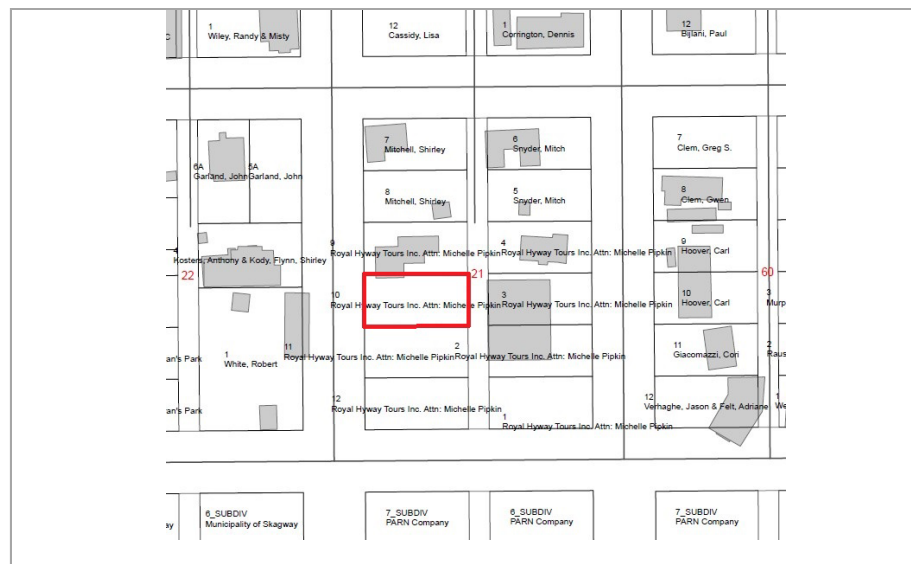 1
Wiley, Randy & Misty
12
Cassidy, Lisa
1
Corrington, Dennis
12
Bijlani, Paul
6A
Garland, John
5A
Garland, John
7
Mitchell, Shirley
6
Snyder, Mitch
7
Clem, Greg S.
8
Mitchell, Shirley
5
Snyder, Mitch
8
Clem, Gwen
4
Kosters, Anthony & Kody, Flynn, Shirley
9
Royal Hyway Tours Inc. Attn: Michelle Pipkin
4
Royal Hyway Tours Inc. Attn: Michelle Pipkin
9
Hoover, Carl
22
21
60
10
Royal Hyway Tours Inc. Attn: Michelle Pipkin
3
Royal Hyway Tours Inc. Attn: Michelle Pipkin
10
Hoover, Carl
3
Murp
an's Park
1
White, Robert
11
Royal Hyway Tours Inc. Attn: Michelle Pipkin
2
Royal Hyway Tours Inc. Attn: Michelle Pipkin
11
Giacomazzi, Cori
2
Raus
an's Park
12
Royal Hyway Tours Inc. Attn: Michelle Pipkin
1
Royal Hyway Tours Inc. Attn: Michelle Pipkin
12
Verhaghe, Jason & Felt, Adriane
1
We
ay
6_SUBDIV
Municipality of Skagway
7_SUBDIV
PARN Company
6_SUBDIV
PARN Company
7_SUBDIV
PARN Company